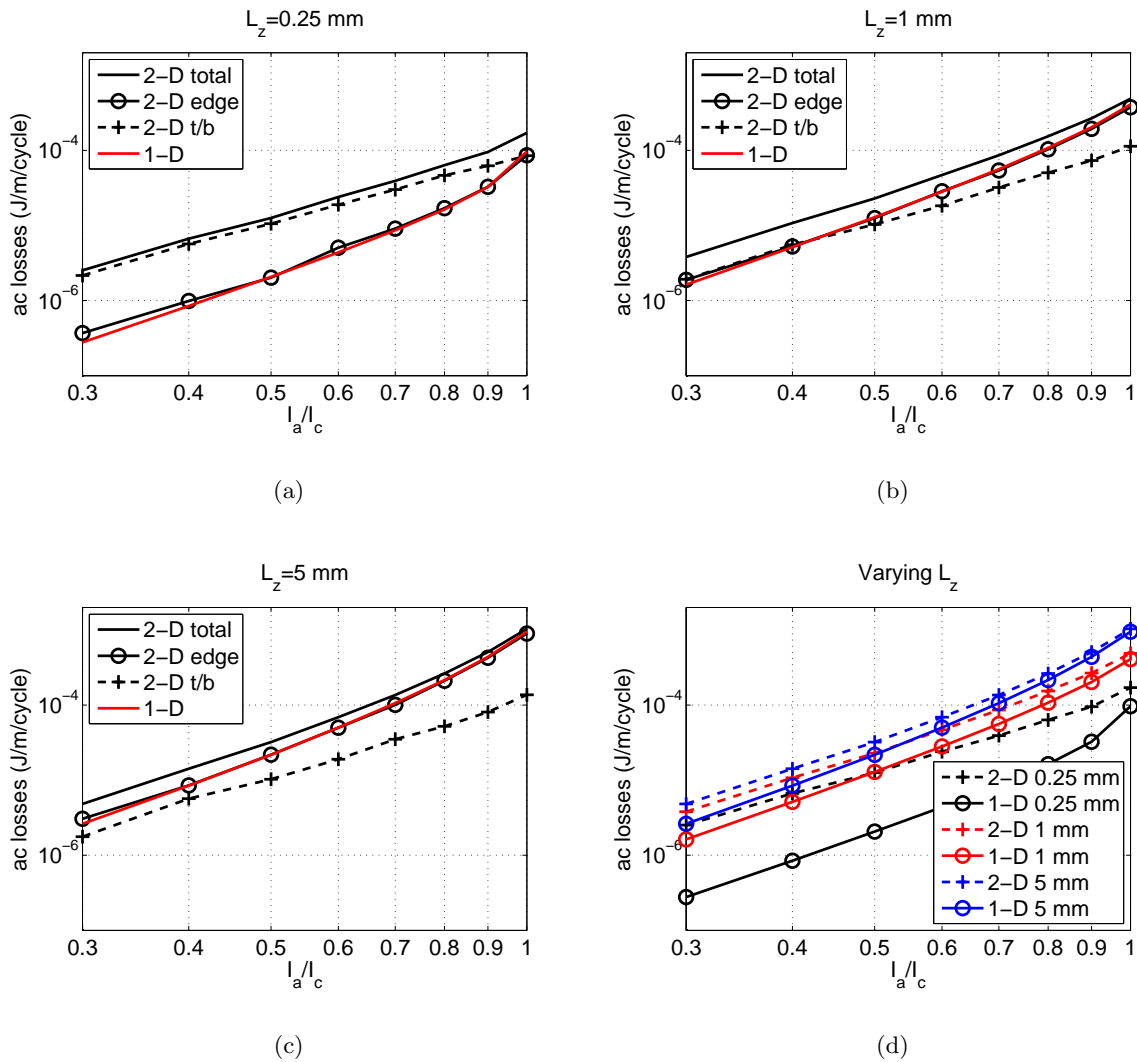 L_z=0.25 mm
2−D total
2−D edge
2−D t/b
1−D
ac losses (J/m/cycle)
10^−4
10^−6
0.3 0.4 0.5 0.6 0.7 0.8 0.9 1
I_a/I_c
(a)
L_z=1 mm
2−D total
2−D edge
2−D t/b
1−D
ac losses (J/m/cycle)
10^−4
10^−6
0.3 0.4 0.5 0.6 0.7 0.8 0.9 1
I_a/I_c
(b)
L_z=5 mm
2−D total
2−D edge
2−D t/b
1−D
ac losses (J/m/cycle)
10^−4
10^−6
0.3 0.4 0.5 0.6 0.7 0.8 0.9 1
I_a/I_c
(c)
Varying L_z
ac losses (J/m/cycle)
10^−4
10^−6
2−D 0.25 mm
1−D 0.25 mm
2−D 1 mm
1−D 1 mm
2−D 5 mm
1−D 5 mm
0.3 0.4 0.5 0.6 0.7 0.8 0.9 1
I_a/I_c
(d)